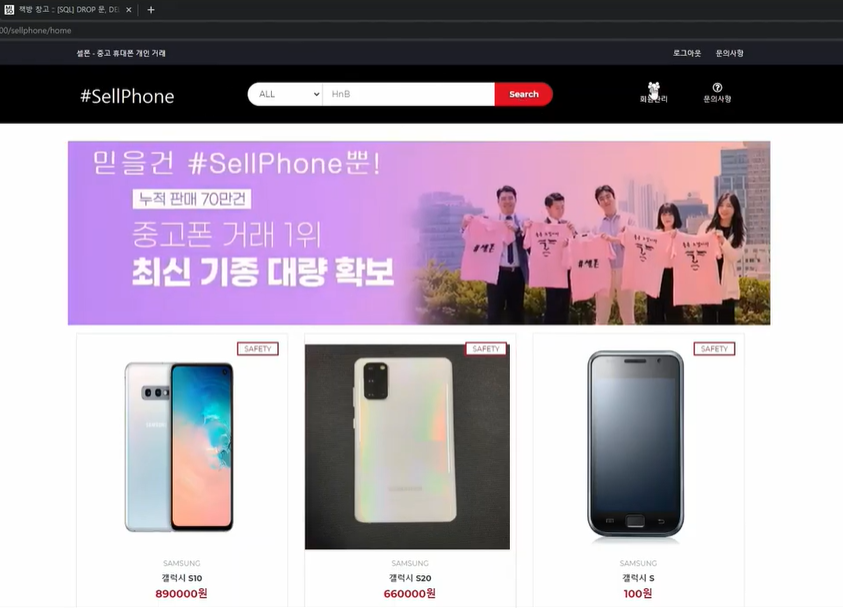 책방 창고 :: [SQL] DROP 문, DE
00/sellphone/home
셀폰 - 중고 휴대폰 개인 거래
로그아웃 문의사항
#SellPhone
ALL HnB Search
회원관리 문의사항
믿을건 #SellPhone뿐!
누적 판매 70만건
중고폰 거래 1위
최신 기종 대량 확보
#셀폰
SAFETY SAFETY SAFETY
SAMSUNG SAMSUNG SAMSUNG
갤럭시 S10 갤럭시 S20 갤럭시 S
890000원 660000원 100원